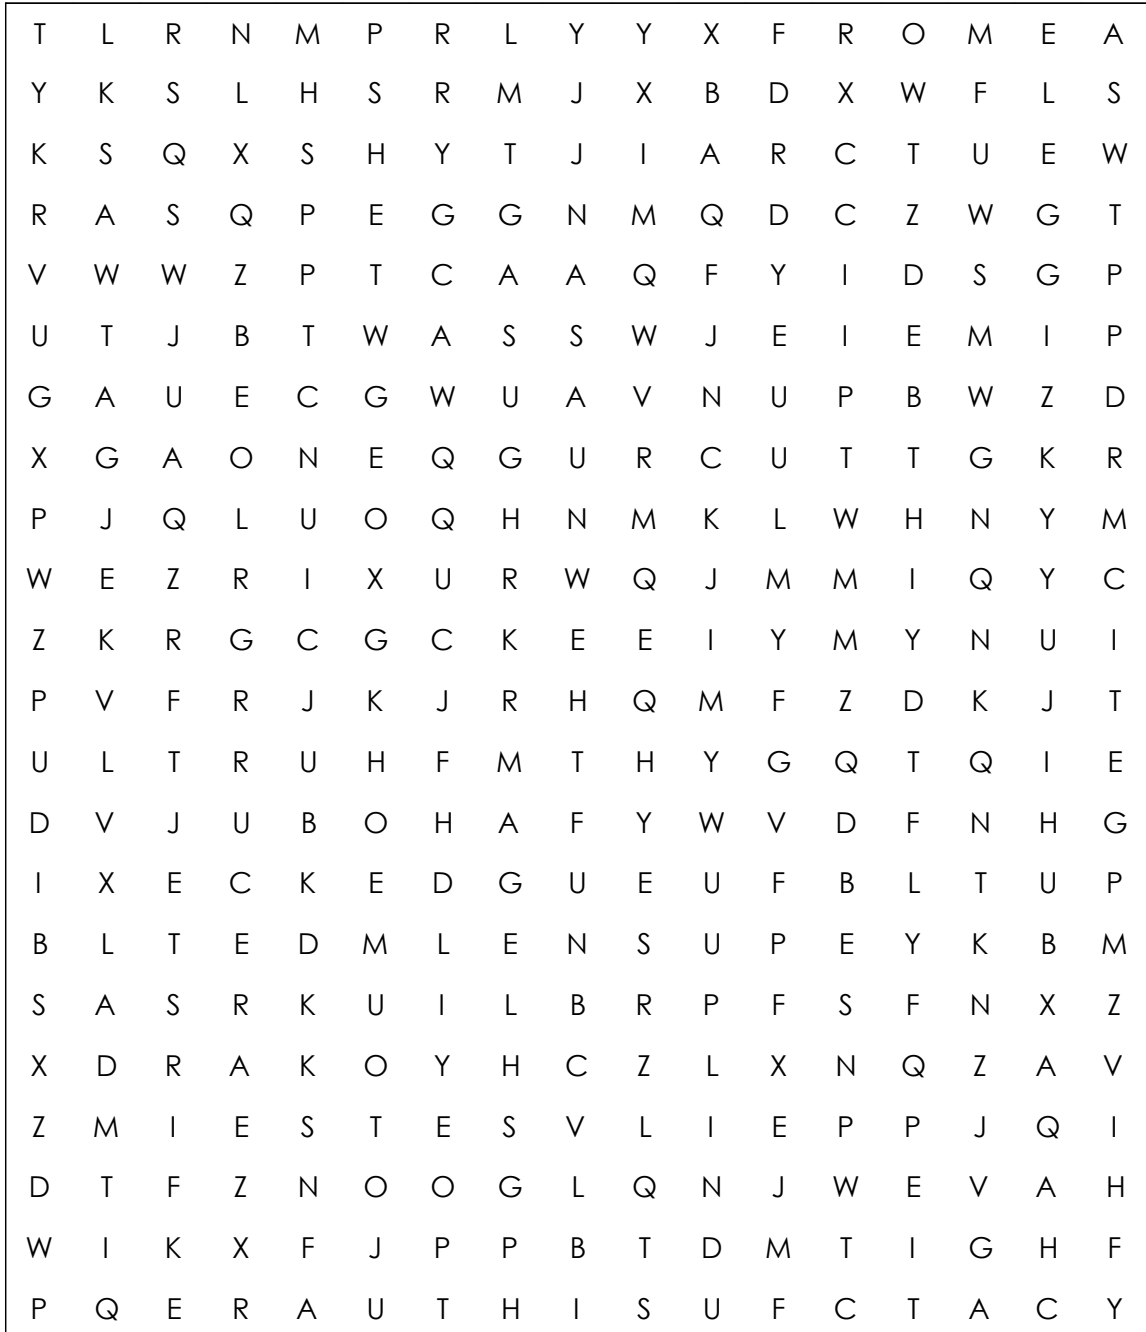 T L R N M P R L Y Y X F R O M E A
Y K S L H S R M J X B D X W F L S
K S Q X S H Y T J I A R C T U E W
R A S Q P E G G N M Q D C Z W G T
V W W Z P T C A A Q F Y I D S G P
U T J B T W A S S W J E I E M I P
G A U E C G W U A V N U P B W Z D
X G A O N E Q G U R C U T T G K R
P J Q L U O Q H N M K L W H N Y M
W E Z R I X U R W Q J M M I Q Y C
Z K R G C G C K E E I Y M Y N U I
P V F R J K J R H Q M F Z D K J T
U L T R U H F M T H Y G Q T Q I E
D V J U B O H A F Y W V D F N H G
I X E C K E D G U E U F B L T U P
B L T E D M L E N S U P E Y K B M
S A S R K U I L B R P F S F N X Z
X D R A K O Y H C Z L X N Q Z A V
Z M I E S T E S V L I E P P J Q I
D T F Z N O O G L Q N J W E V A H
W I K X F J P P B T D M T I G H F
P Q E R A U T H I S U F C T A C Y